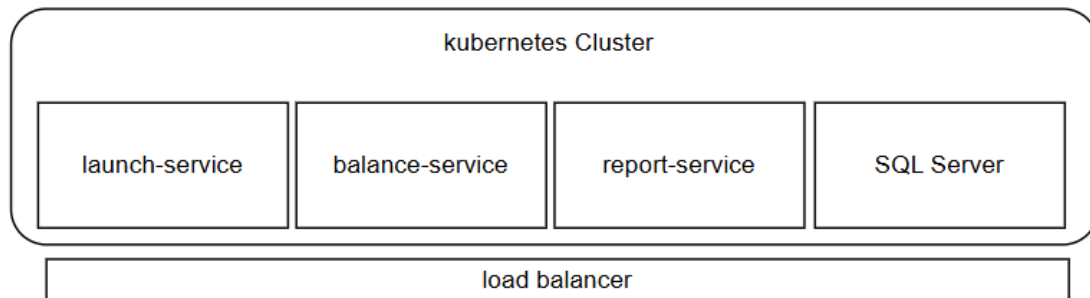 kubernetes Cluster
launch-service
balance-service
report-service
SQL Server
load balancer